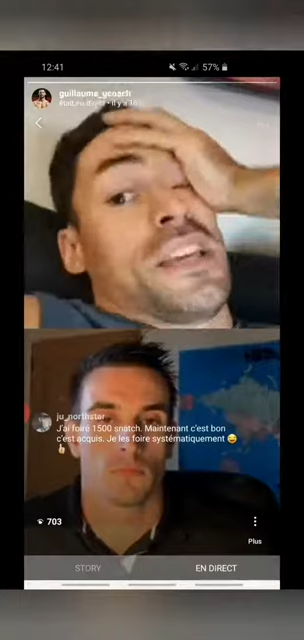 12:41
57%
guillaume_ycoach
ju_northstar
J'ai foiré 1500 snatch. Maintenant c'est bon
c'est acquis. Je les foire systématiquement 😂
👆
703
Plus
STORY
EN DIRECT